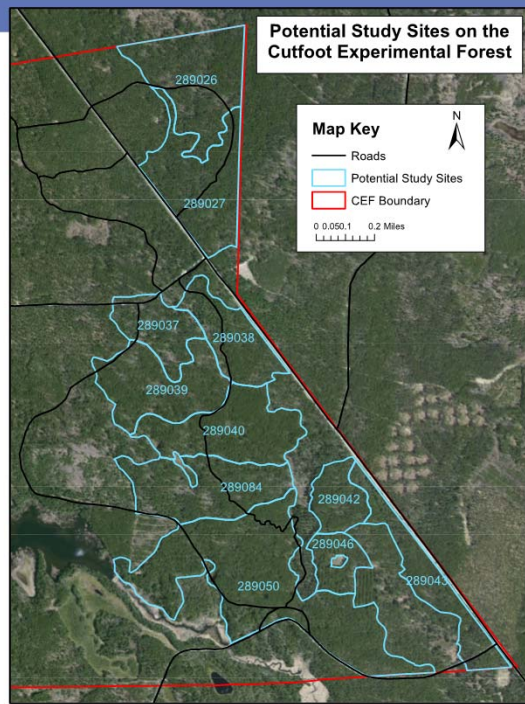 Potential Study Sites on the
Cutfoot Experimental Forest
Map Key
N
Roads
Potential Study Sites
CEF Boundary
0 0.050.1 0.2 Miles
289026
289027
289037
289038
289039
289040
289084
289042
289046
289050
289043